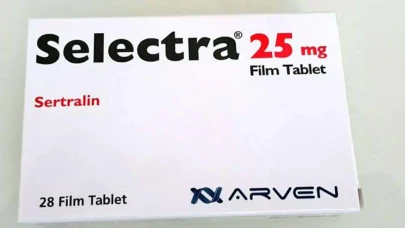 Selectra® 25 mg
Film Tablet
Sertralin
28 Film Tablet
ARVEN